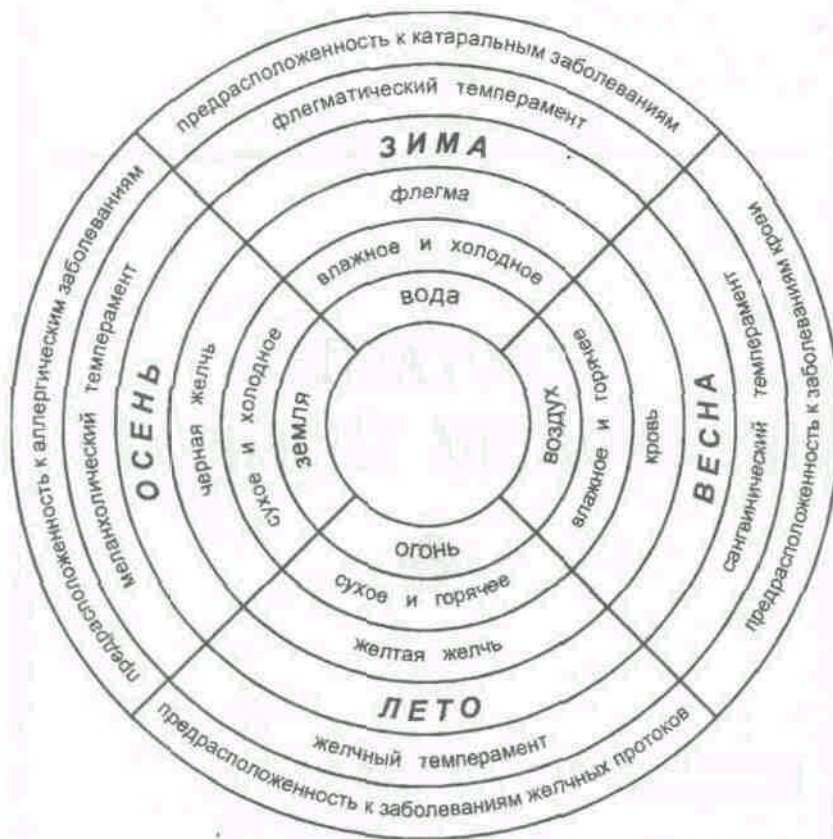 предрасположенность к катаральным заболеваниям
флегматический темперамент
ЗИМА
флегма
влажное и холодное
вода
предрасположенность к заболеваниям крови
сангвинический темперамент
ВЕСНА
кровь
влажное и горячее
воздух
огонь
сухое и горячее
желтая желчь
ЛЕТО
желчный темперамент
предрасположенность к заболеваниям желчных протоков
предрасположенность к аллергическим заболеваниям
меланхолический темперамент
ОСЕНЬ
черная желчь
сухое и холодное
земля